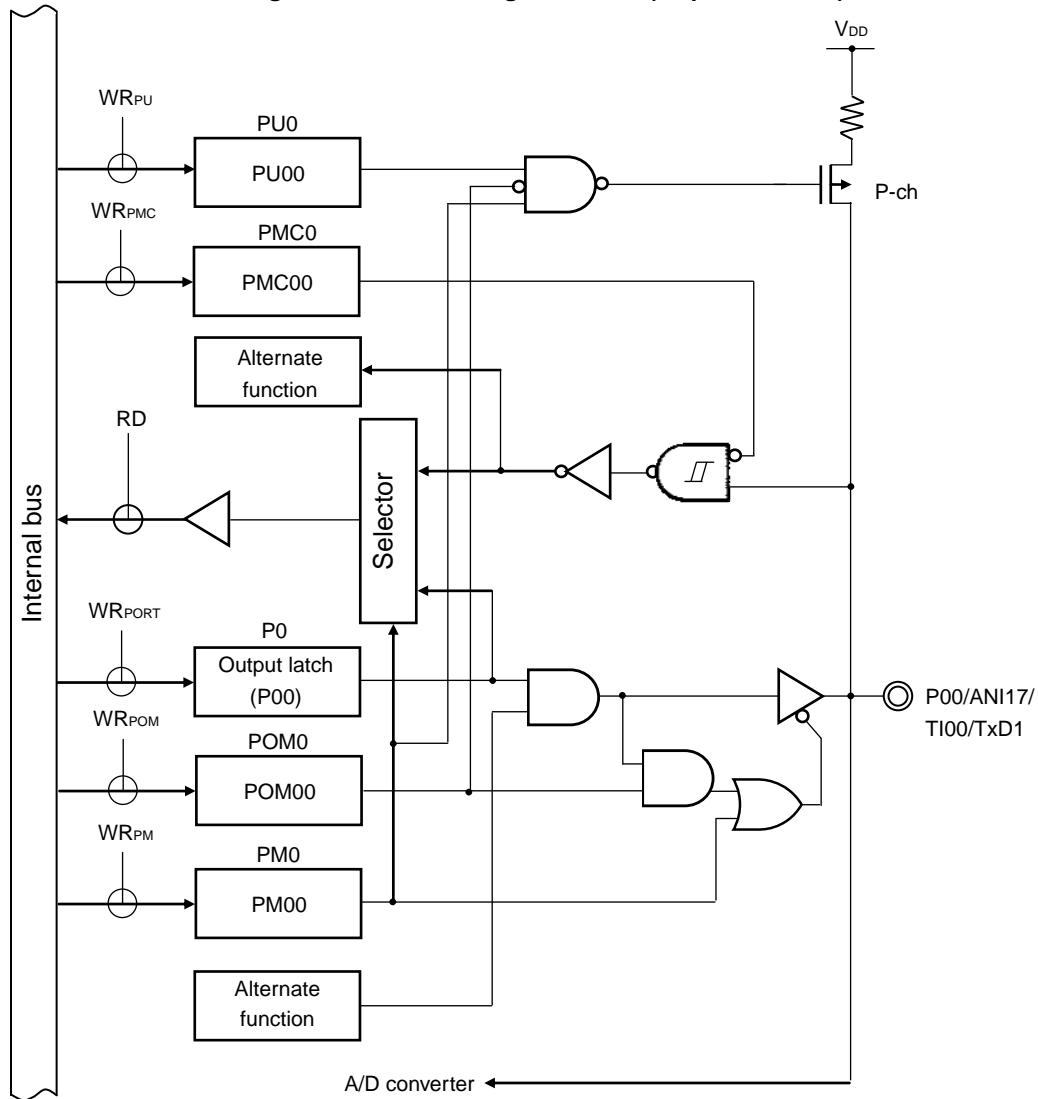 VDD
WRPU
PU0
PU00
P-ch
WRPMC
PMC0
PMC00
Alternate
function
RD
Selector
Internal bus
WRPORT
P0
Output latch
(P00)
P00/ANI17/
TI00/TxD1
WRPOM
POM0
POM00
WRPM
PM0
PM00
Alternate
function
A/D converter